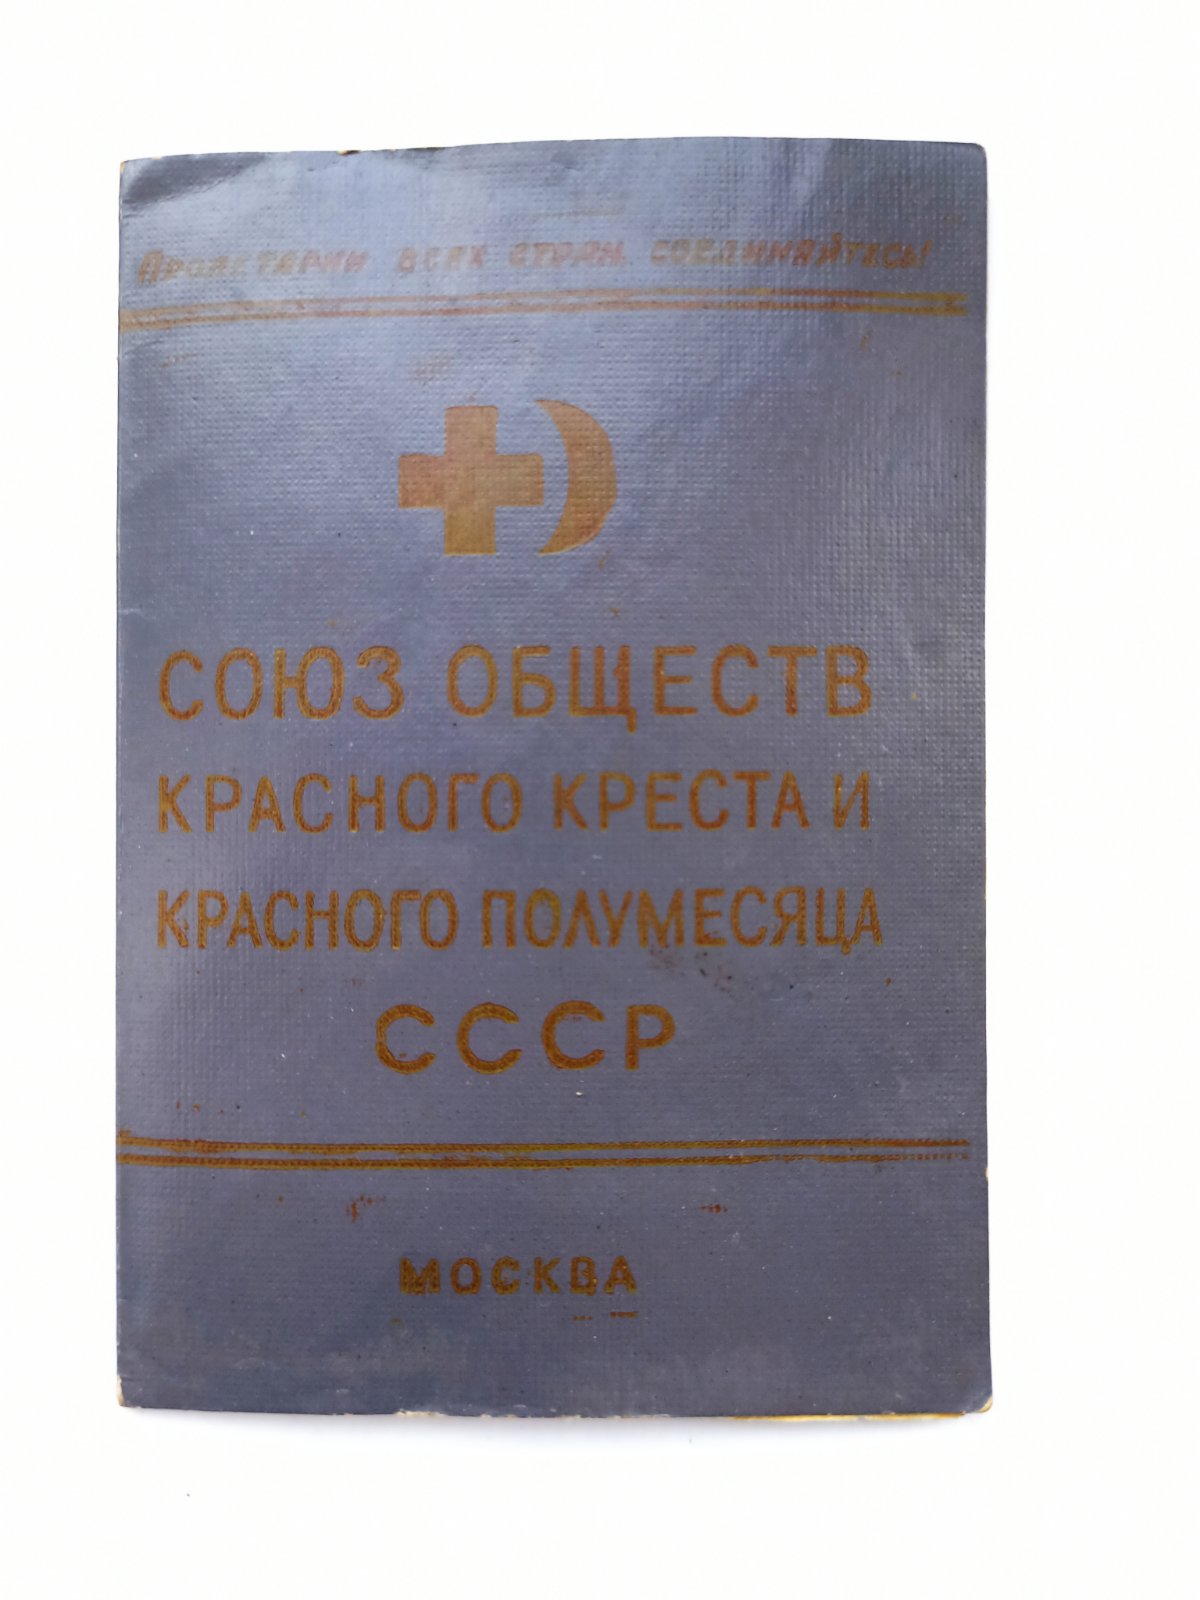 Пролетарии всех стран, соединяйтесь!
СОЮЗ ОБЩЕСТВ
КРАСНОГО КРЕСТА И
КРАСНОГО ПОЛУМЕСЯЦА
СССР
МОСКВА